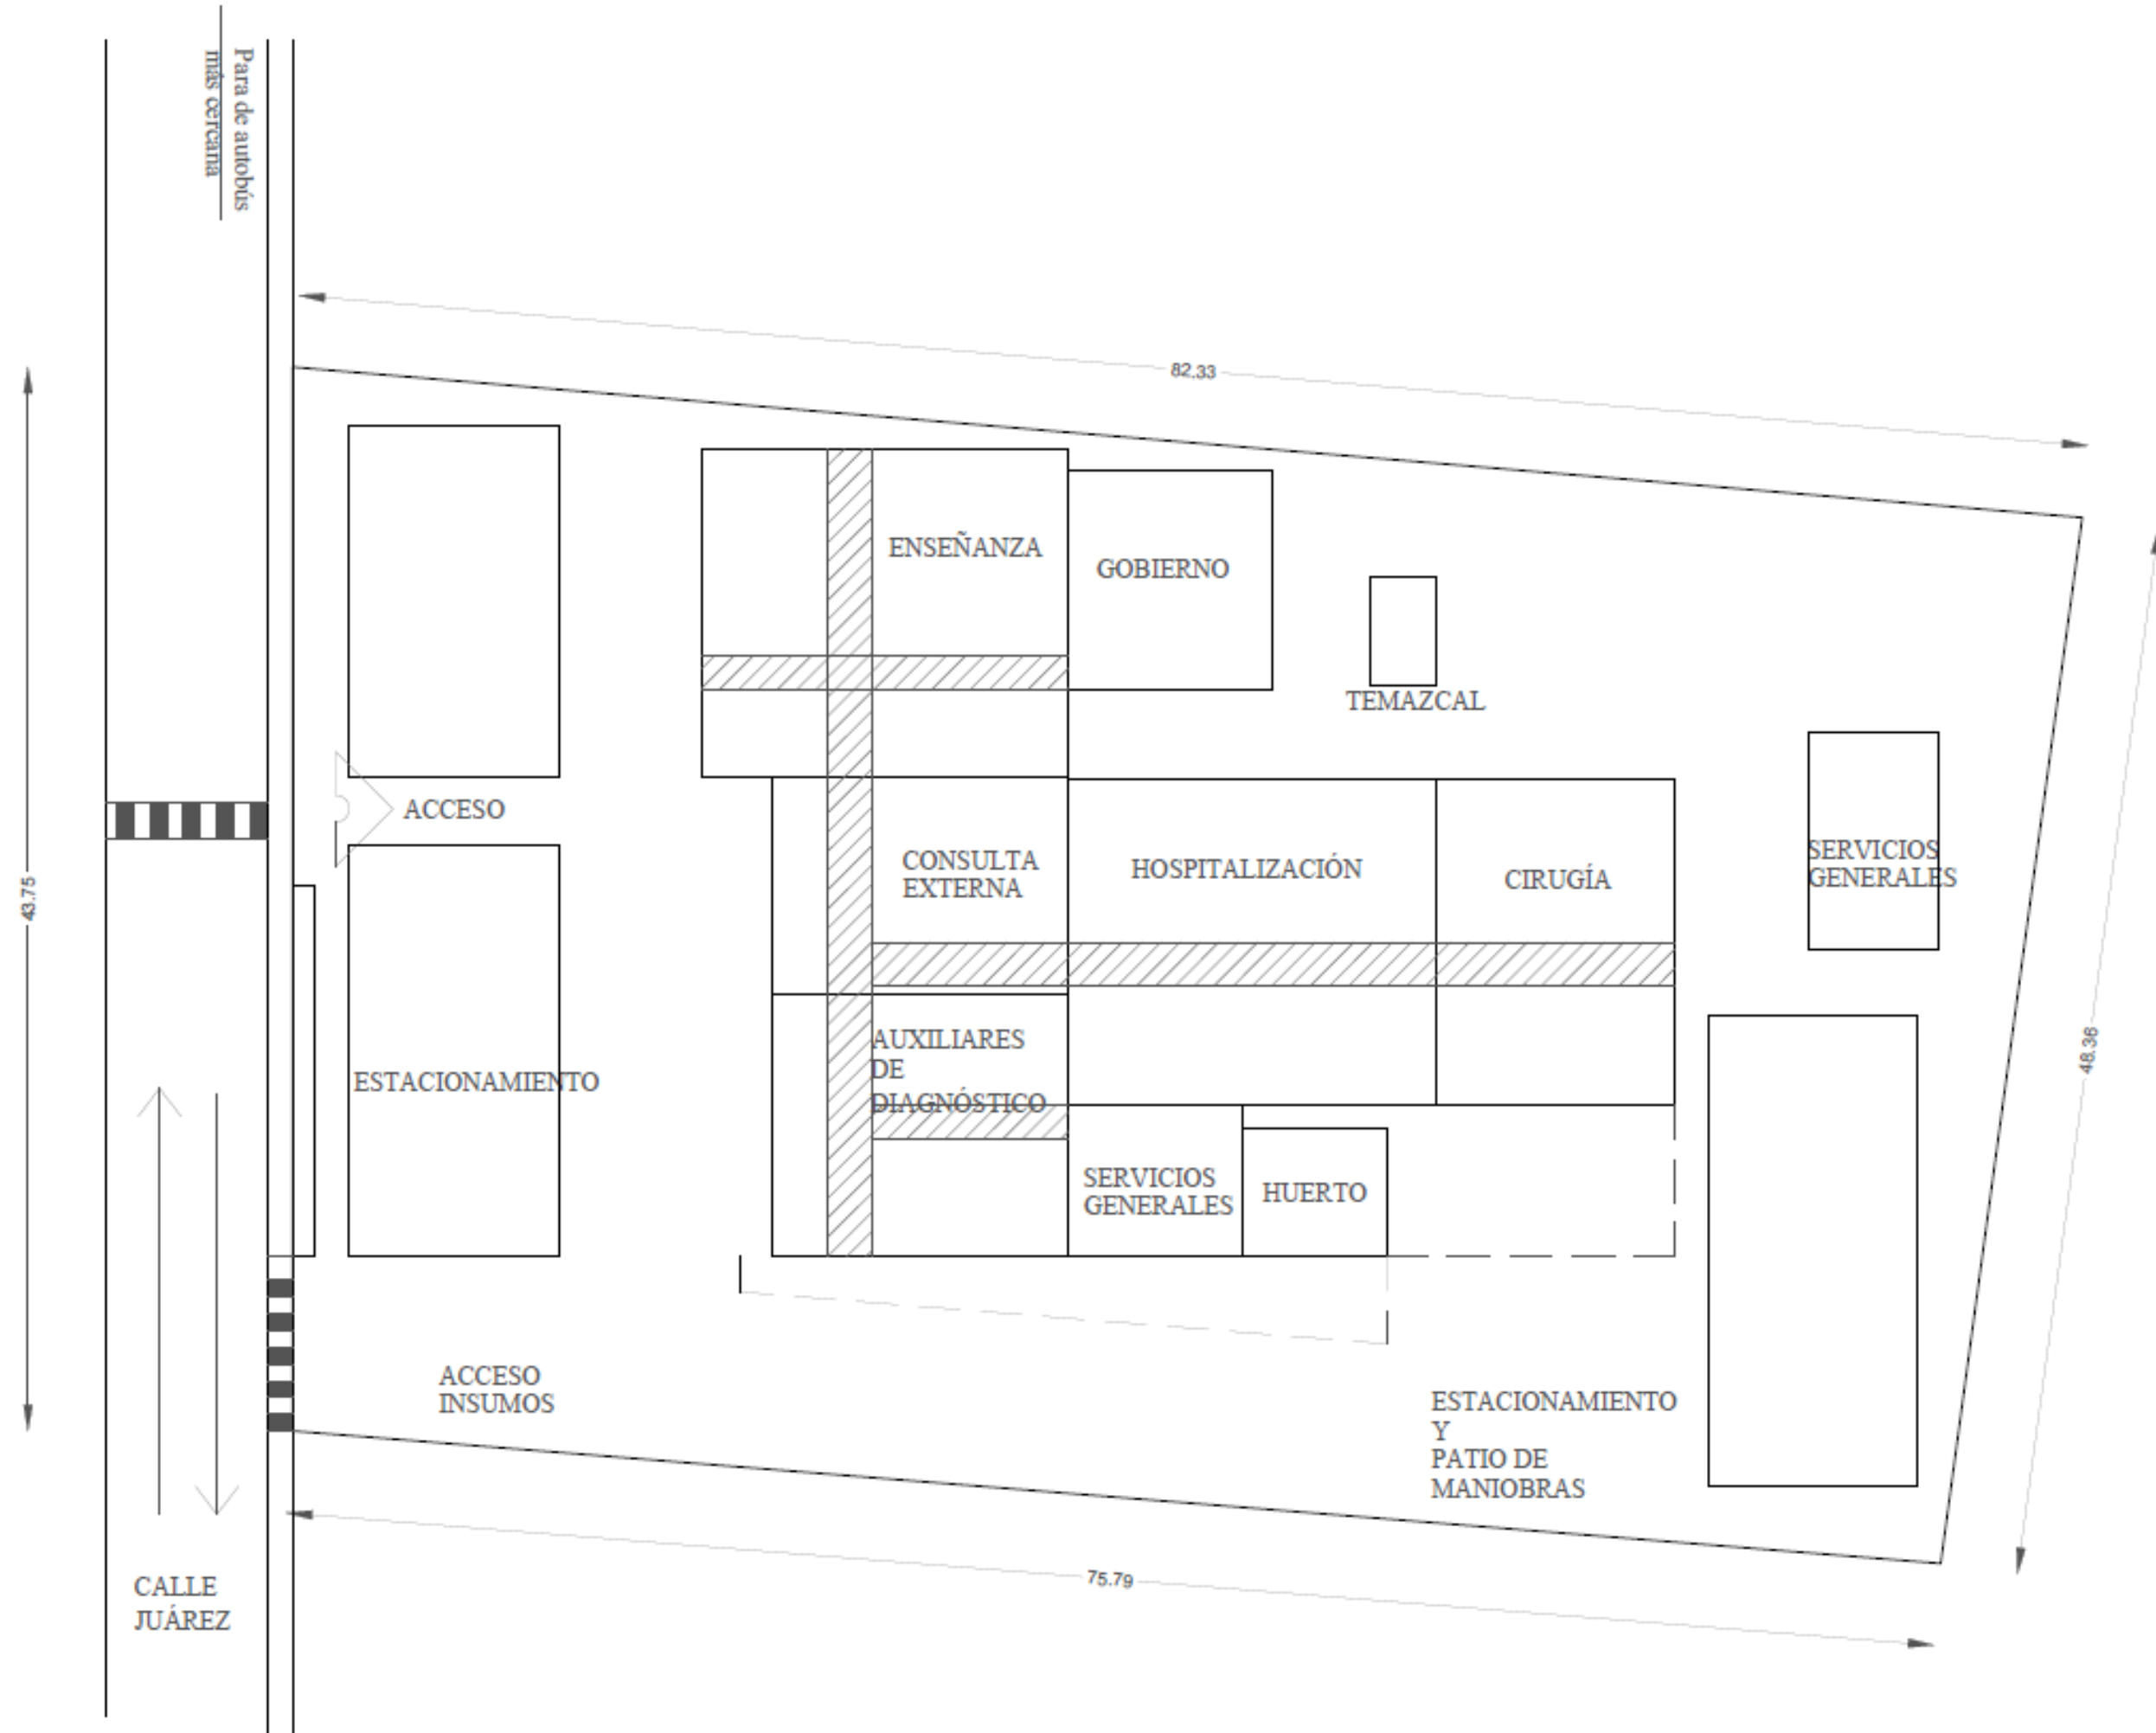 Para de autobús
más cercana
82.33
ENSEÑANZA
GOBIERNO
TEMAZCAL
ACCESO
CONSULTA
EXTERNA
HOSPITALIZACIÓN
CIRUGÍA
SERVICIOS
GENERALES
43.75
AUXILIARES
DE
DIAGNÓSTICO
ESTACIONAMIENTO
48.36
SERVICIOS
GENERALES
HUERTO
ACCESO
INSUMOS
ESTACIONAMIENTO
Y
PATIO DE
MANIOBRAS
75.79
CALLE
JUÁREZ